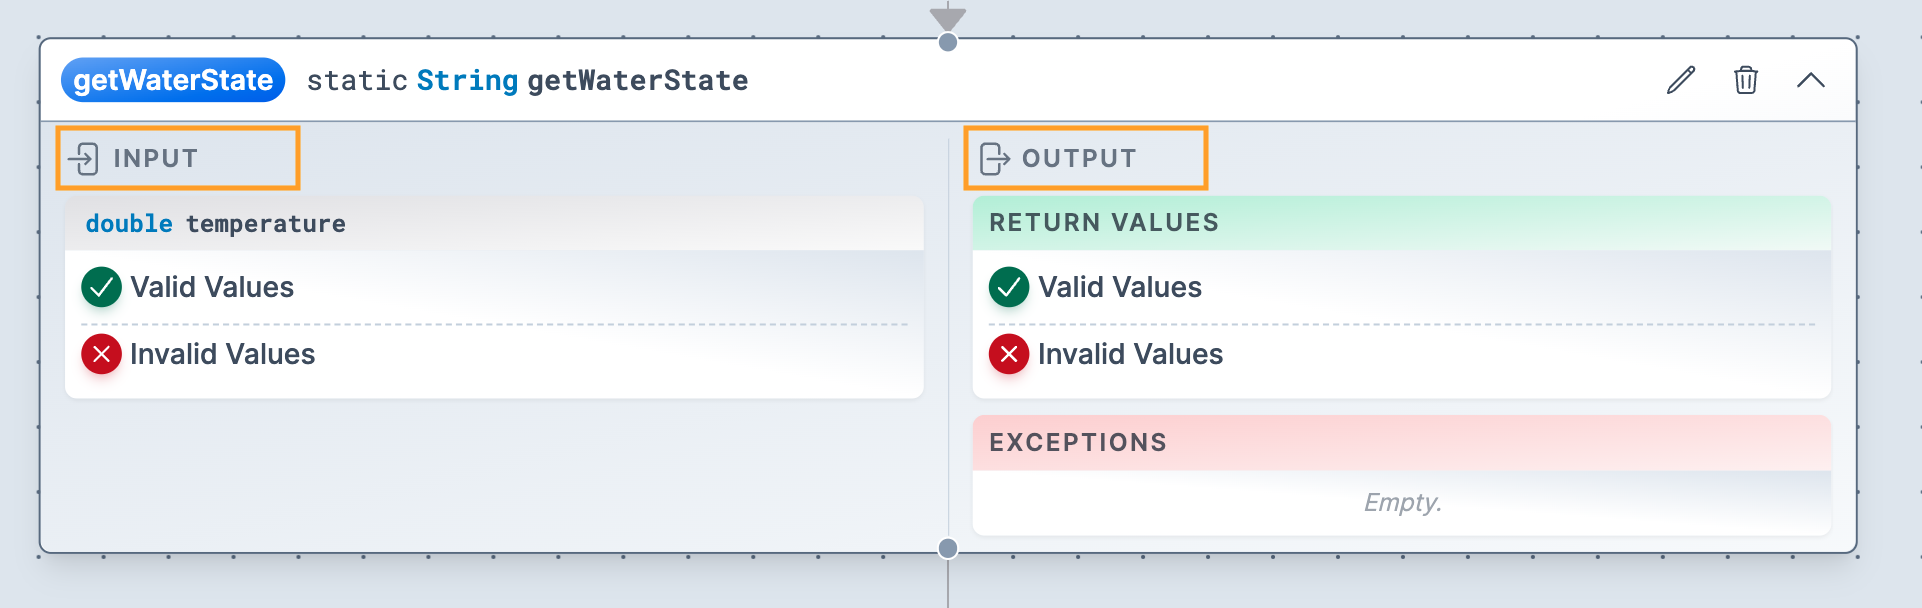 getWaterState static String getWaterState
INPUT
double temperature
Valid Values
Invalid Values
OUTPUT
RETURN VALUES
Valid Values
Invalid Values
EXCEPTIONS
Empty.